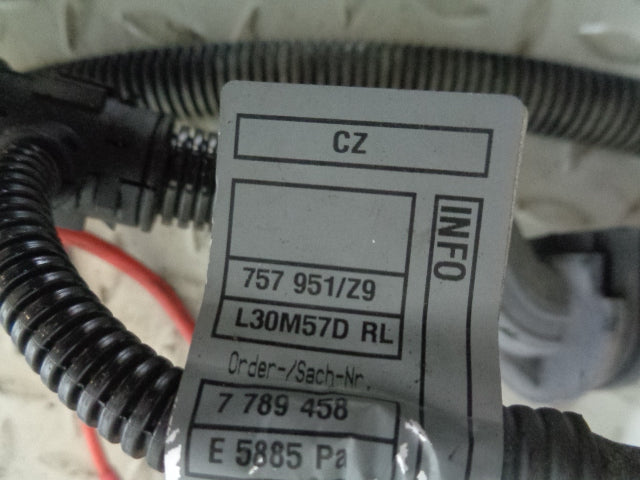 CZ
INFO
757 951/Z9
L30M57D RL
Order-/Sach-Nr.
7 789 458
E 5885 Pa